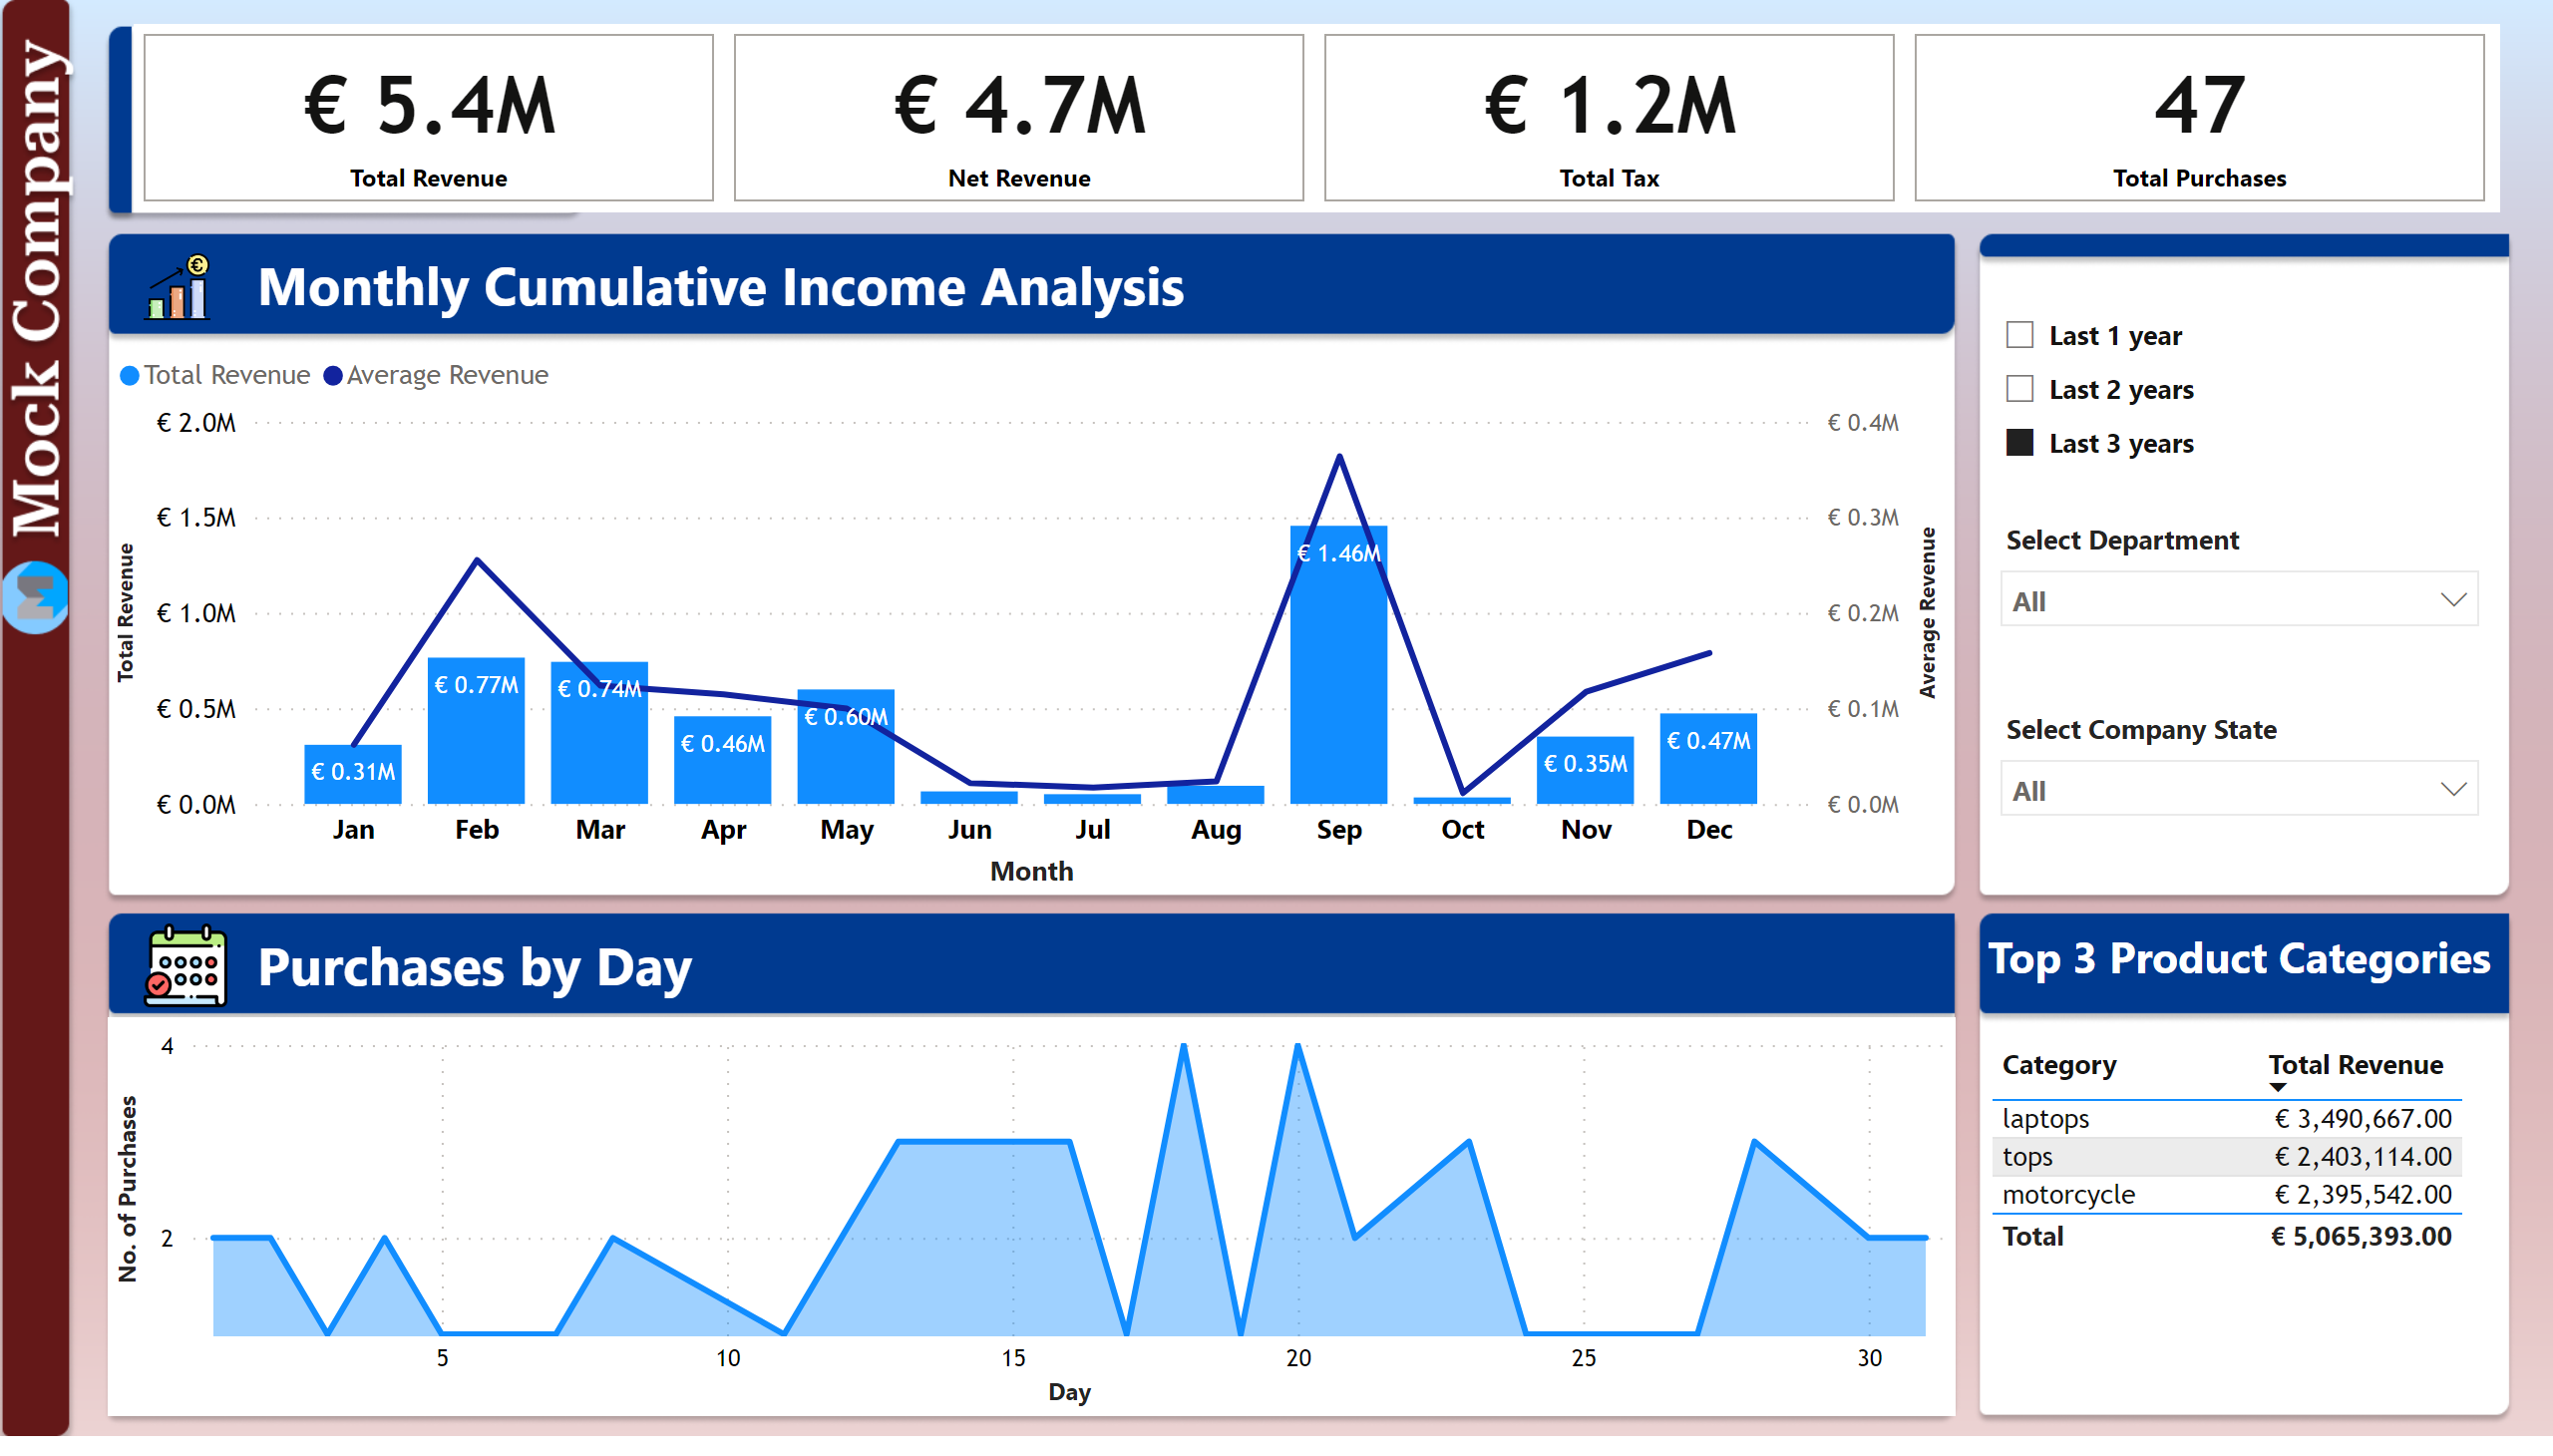 Mock Company
€ 5.4M
Total Revenue
€ 4.7M
Net Revenue
€ 1.2M
Total Tax
47
Total Purchases
Monthly Cumulative Income Analysis
Total Revenue Average Revenue
Total Revenue
€ 2.0M
€ 1.5M
€ 1.0M
€ 0.5M
€ 0.0M
€ 0.31M
€ 0.77M
€ 0.74M
€ 0.46M
€ 0.60M
€ 1.46M
€ 0.35M
€ 0.47M
€ 0.4M
€ 0.3M
€ 0.2M
€ 0.1M
€ 0.0M
Average Revenue
Jan Feb Mar Apr May Jun Jul Aug Sep Oct Nov Dec
Month
Last 1 year
Last 2 years
Last 3 years
Select Department
All
Select Company State
All
Purchases by Day
No. of Purchases
4
2
5 10 15 20 25 30
Day
Top 3 Product Categories
Category Total Revenue
laptops € 3,490,667.00
tops € 2,403,114.00
motorcycle € 2,395,542.00
Total € 5,065,393.00